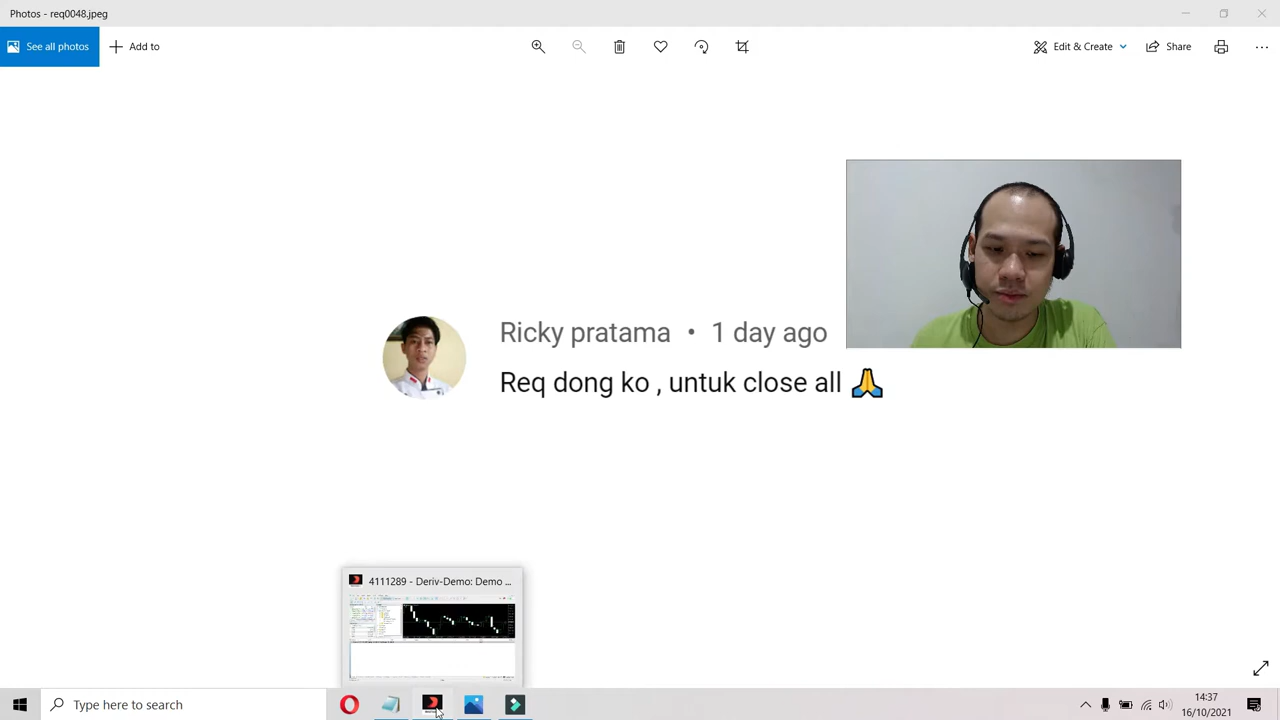 Photos - req0048.jpeg
See all photos
Add to
Edit & Create
Share
Ricky pratama • 1 day ago
Req dong ko , untuk close all 🙏
4111289 - Deriv-Demo: Demo ...
Type here to search
14:37
16/10/2021